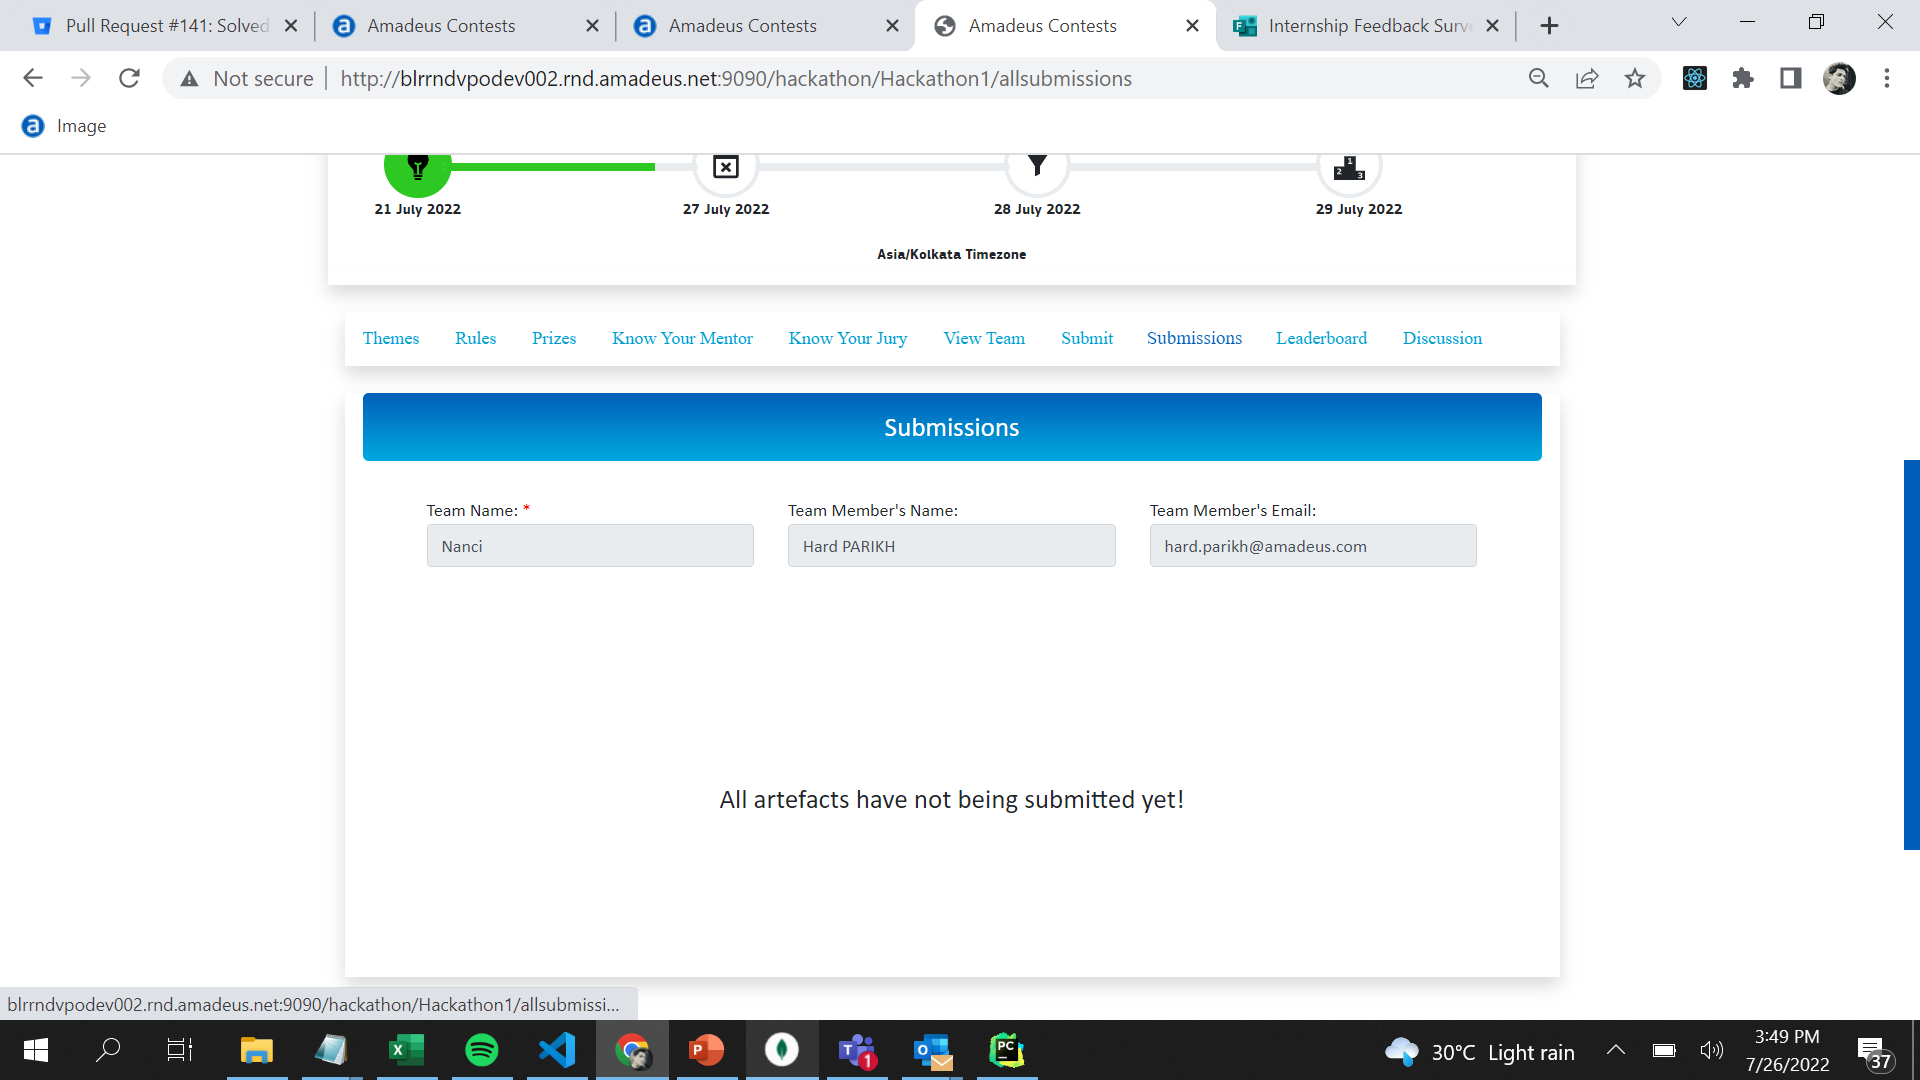 Pull Request #141: Solved
Amadeus Contests
Amadeus Contests
Amadeus Contests
Internship Feedback Surve
Not secure
http://blrrndvpodev002.rnd.amadeus.net:9090/hackathon/Hackathon1/allsubmissions
Image
1
2 3
21 July 2022
27 July 2022
28 July 2022
29 July 2022
Asia/Kolkata Timezone
Themes
Rules
Prizes
Know Your Mentor
Know Your Jury
View Team
Submit
Submissions
Leaderboard
Discussion
Submissions
Team Name: *
Team Member's Name:
Team Member's Email:
Nanci
Hard PARIKH
hard.parikh@amadeus.com
All artefacts have not being submitted yet!
blrrndvpodev002.rnd.amadeus.net:9090/hackathon/Hackathon1/allsubmissi...
30°C Light rain
3:49 PM
7/26/2022
37